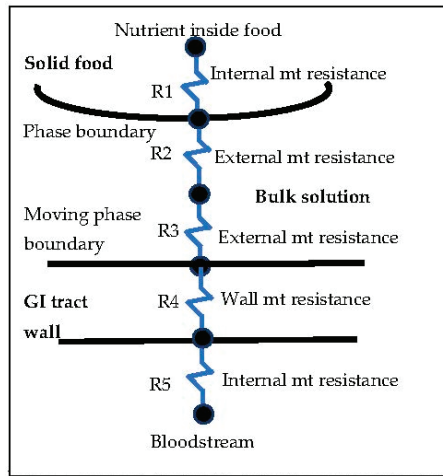 Nutrient inside food
Solid food
Internal mt resistance
R1
Phase boundary
R2
External mt resistance
Bulk solution
Moving phase
boundary
R3
External mt resistance
GI tract
wall
R4
Wall mt resistance
R5
Internal mt resistance
Bloodstream